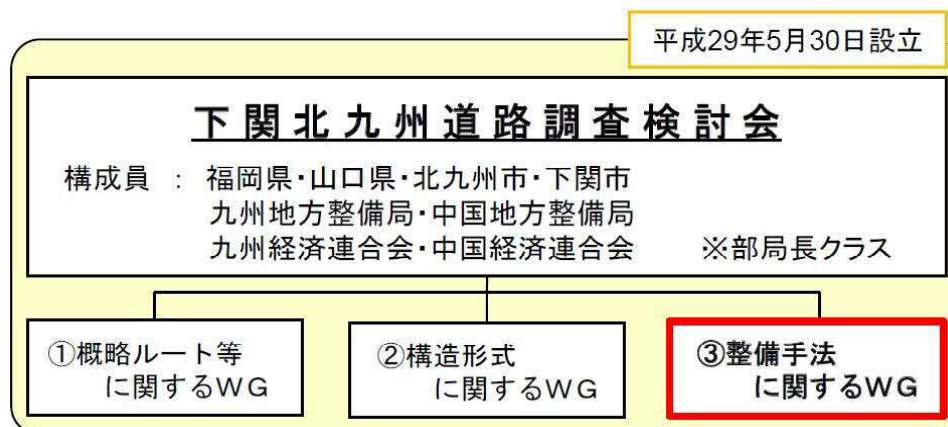 平成29年5月30日設立
下関北九州道路調査検討会
構成員 : 福岡県・山口県・北九州市・下関市
九州地方整備局・中国地方整備局
九州経済連合会・中国経済連合会 ※部局長クラス
①概略ルート等
に関するWG
②構造形式
に関するWG
③整備手法
に関するWG